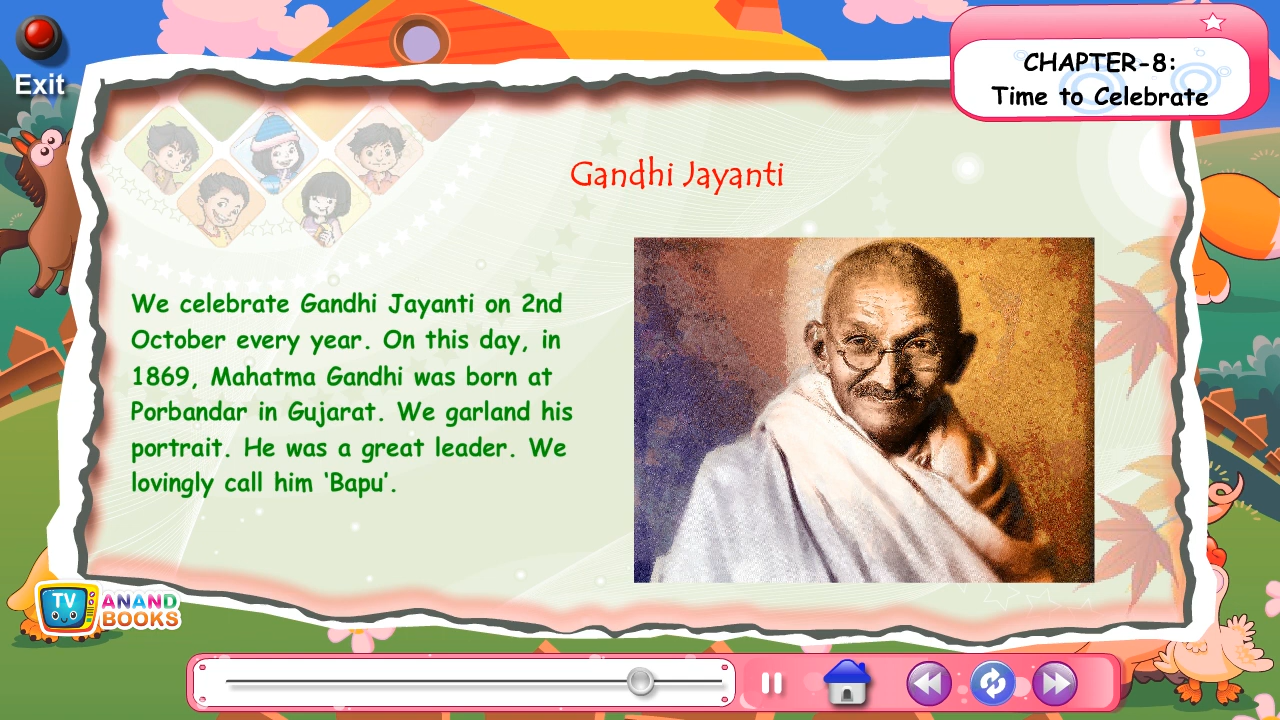 Exit
CHAPTER-8:
Time to Celebrate
Gandhi Jayanti
We celebrate Gandhi Jayanti on 2nd
October every year. On this day, in
1869, Mahatma Gandhi was born at
Porbandar in Gujarat. We garland his
portrait. He was a great leader. We
lovingly call him ‘Bapu’.
TV
ANAND
BOOKS